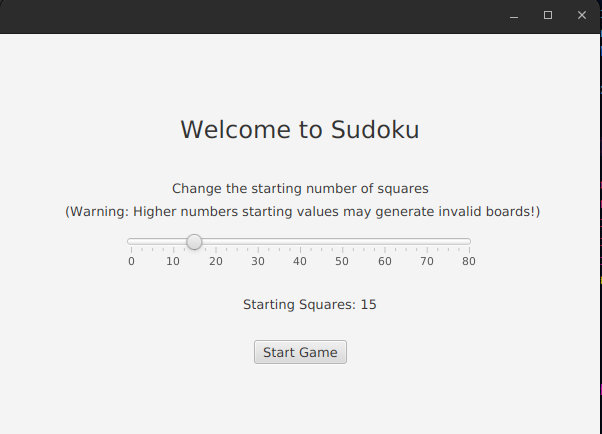 Welcome to Sudoku
Change the starting number of squares
(Warning: Higher numbers starting values may generate invalid boards!)
0 10 20 30 40 50 60 70 80
Starting Squares: 15
Start Game